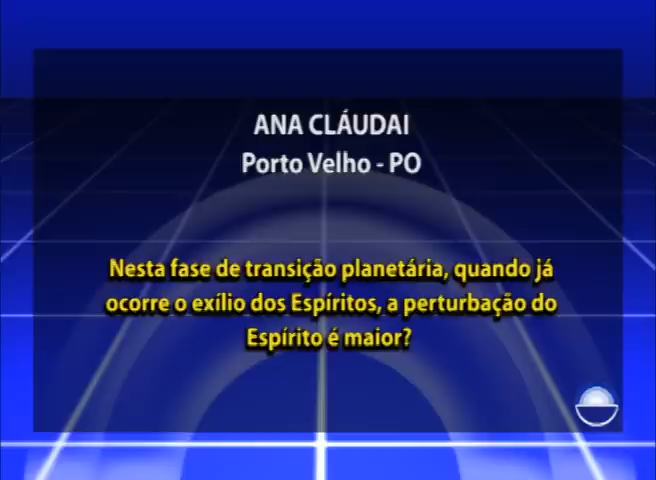 ANA CLÁUDAI
Porto Velho - PO
Nesta fase de transição planetária, quando já
ocorre o exílio dos Espíritos, a perturbação do
Espírito é maior?